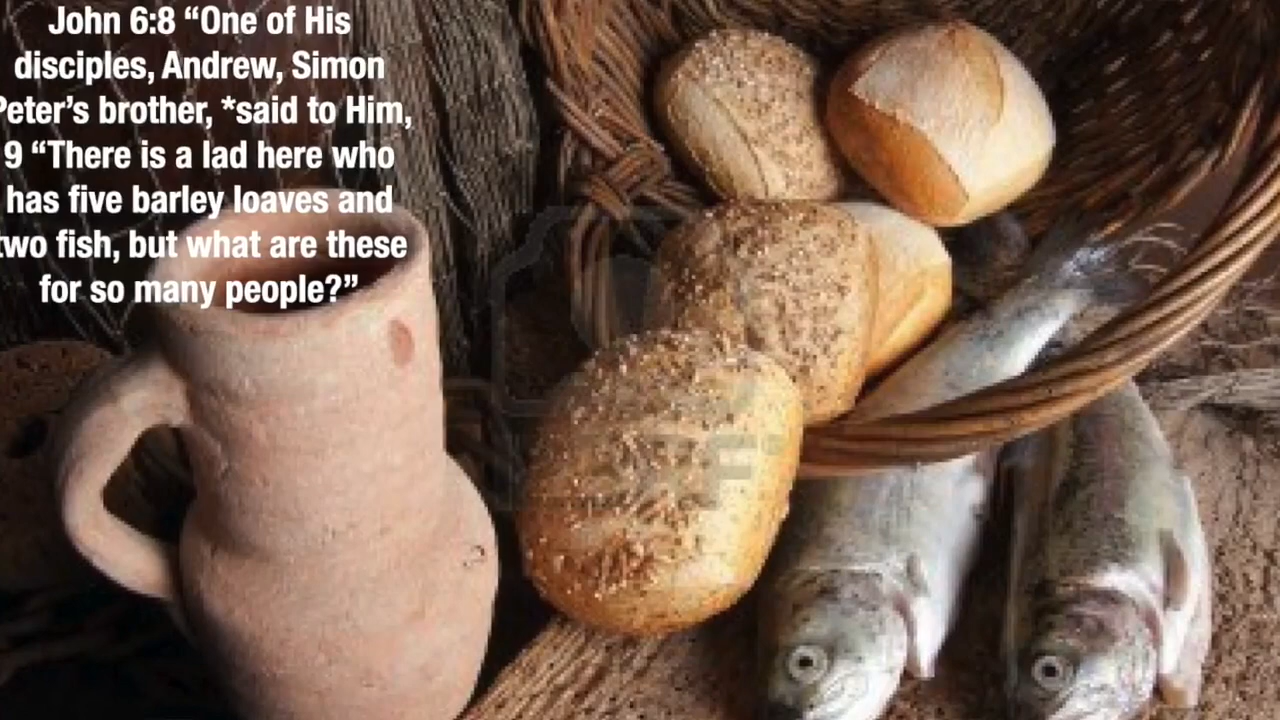 John 6:8 “One of His
disciples, Andrew, Simon
Peter’s brother, *said to Him,
9 “There is a lad here who
has five barley loaves and
two fish, but what are these
for so many people?”